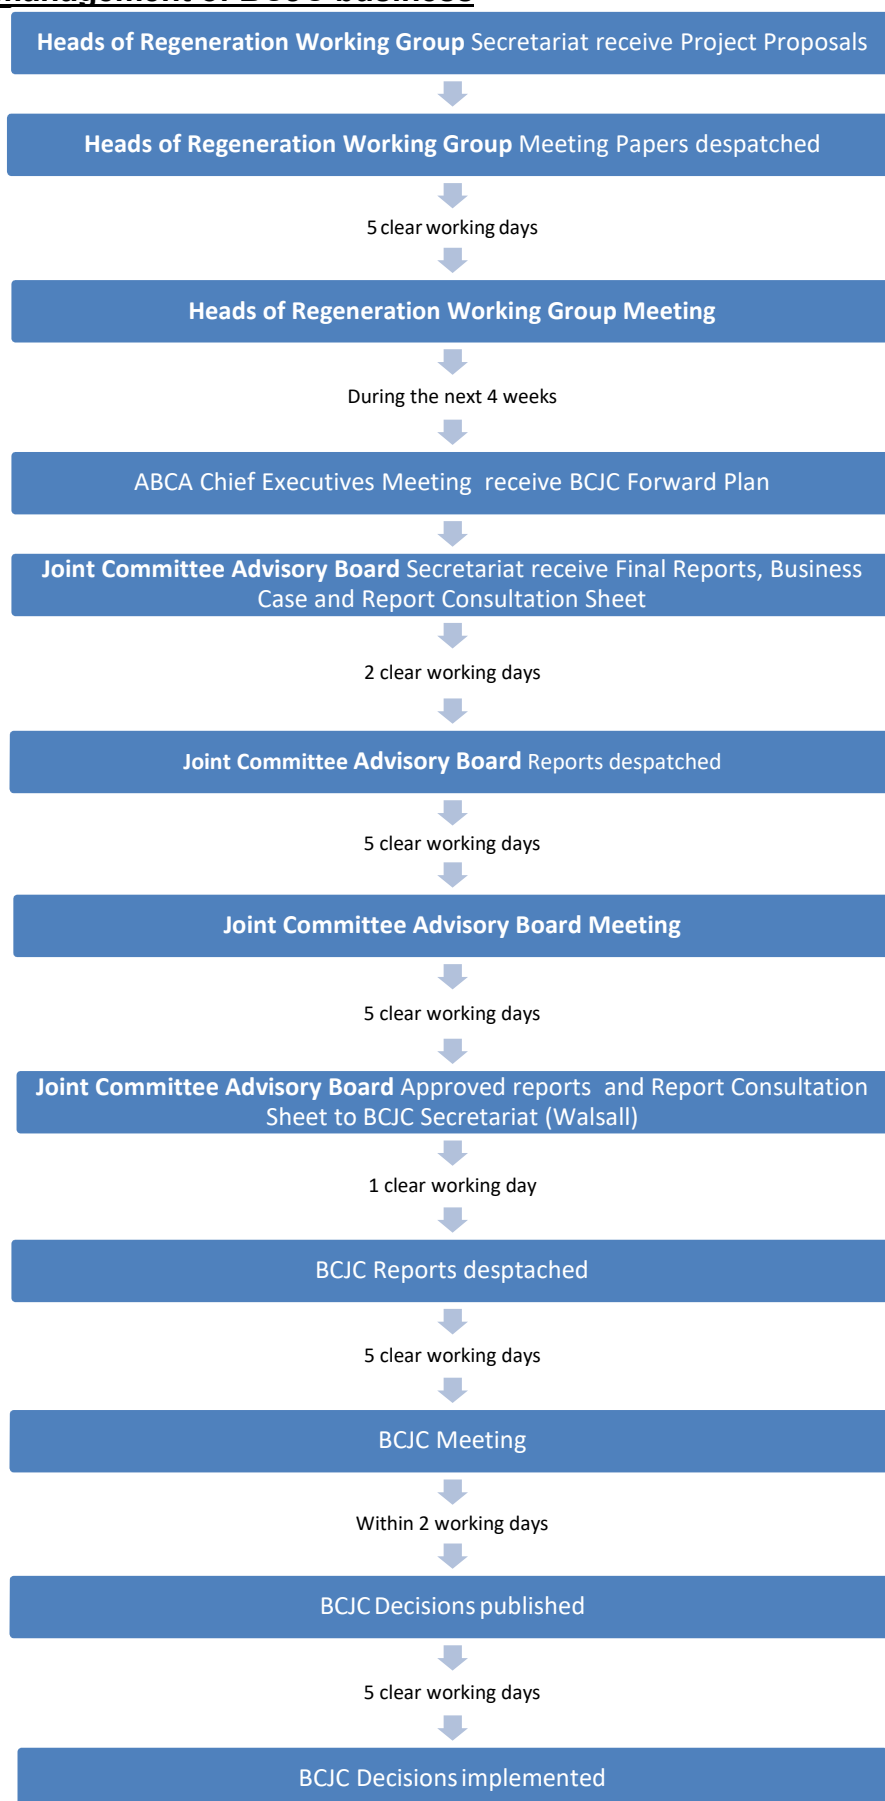 management of BCJC business
Heads of Regeneration Working Group Secretariat receive Project Proposals
Heads of Regeneration Working Group Meeting Papers despatched
5 clear working days
Heads of Regeneration Working Group Meeting
During the next 4 weeks
ABCA Chief Executives Meeting receive BCJC Forward Plan
Joint Committee Advisory Board Secretariat receive Final Reports, Business
Case and Report Consultation Sheet
2 clear working days
Joint Committee Advisory Board Reports despatched
5 clear working days
Joint Committee Advisory Board Meeting
5 clear working days
Joint Committee Advisory Board Approved reports and Report Consultation
Sheet to BCJC Secretariat (Walsall)
1 clear working day
BCJC Reports desptached
5 clear working days
BCJC Meeting
Within 2 working days
BCJC Decisions published
5 clear working days
BCJC Decisions implemented